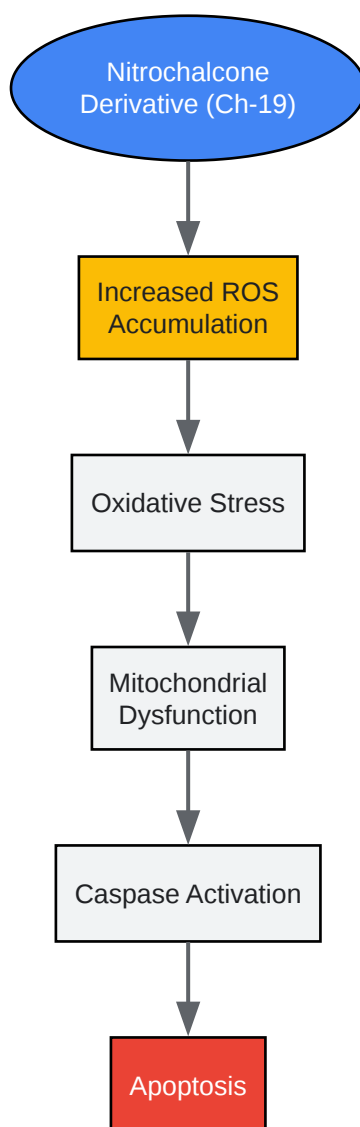 Nitrochalcone
Derivative (Ch-19)
Increased ROS
Accumulation
Oxidative Stress
Mitochondrial
Dysfunction
Caspase Activation
Apoptosis